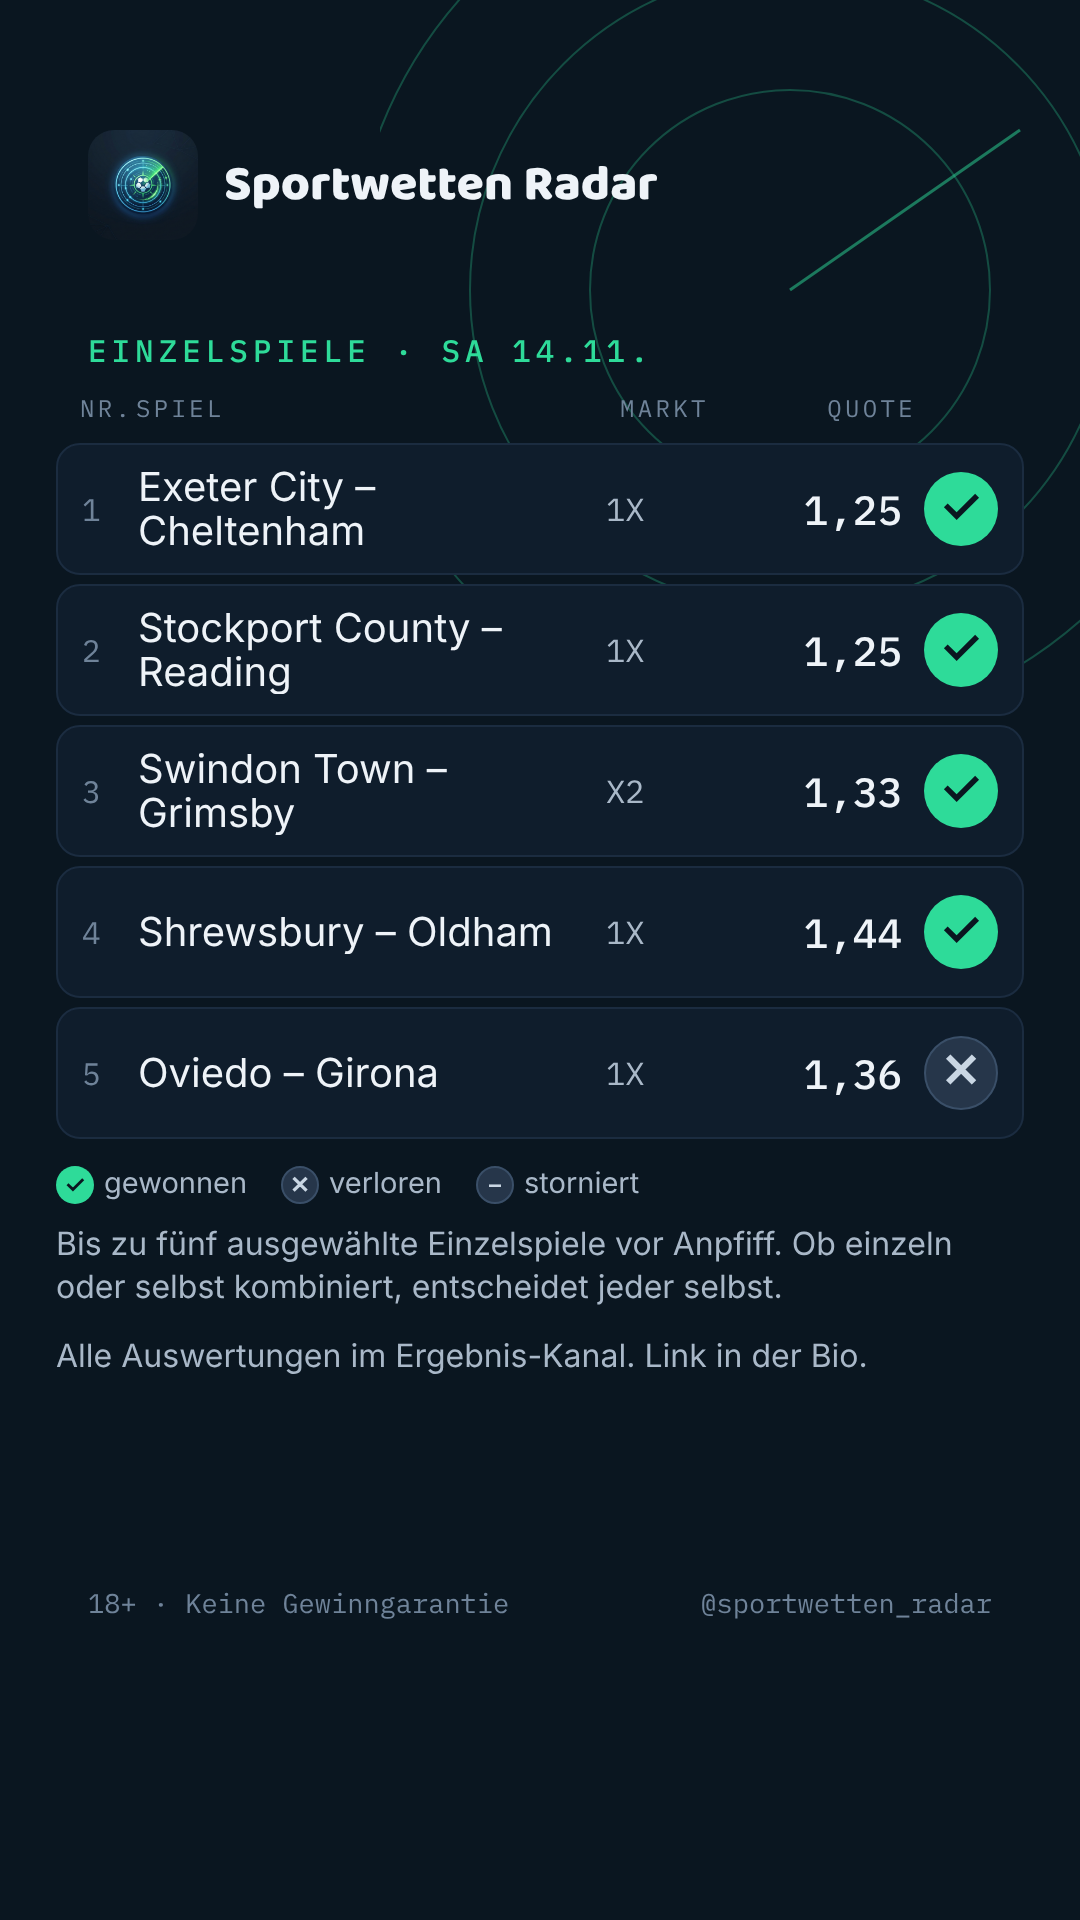 Sportwetten Radar
EINZELSPIELE · SA 14.11.
NR. SPIEL MARKT QUOTE
1 Exeter City – Cheltenham 1X 1,25
2 Stockport County – Reading 1X 1,25
3 Swindon Town – Grimsby X2 1,33
4 Shrewsbury – Oldham 1X 1,44
5 Oviedo – Girona 1X 1,36
gewonnen verloren storniert
Bis zu fünf ausgewählte Einzelspiele vor Anpfiff. Ob einzeln
oder selbst kombiniert, entscheidet jeder selbst.
Alle Auswertungen im Ergebnis-Kanal. Link in der Bio.
18+ · Keine Gewinngarantie @sportwetten_radar